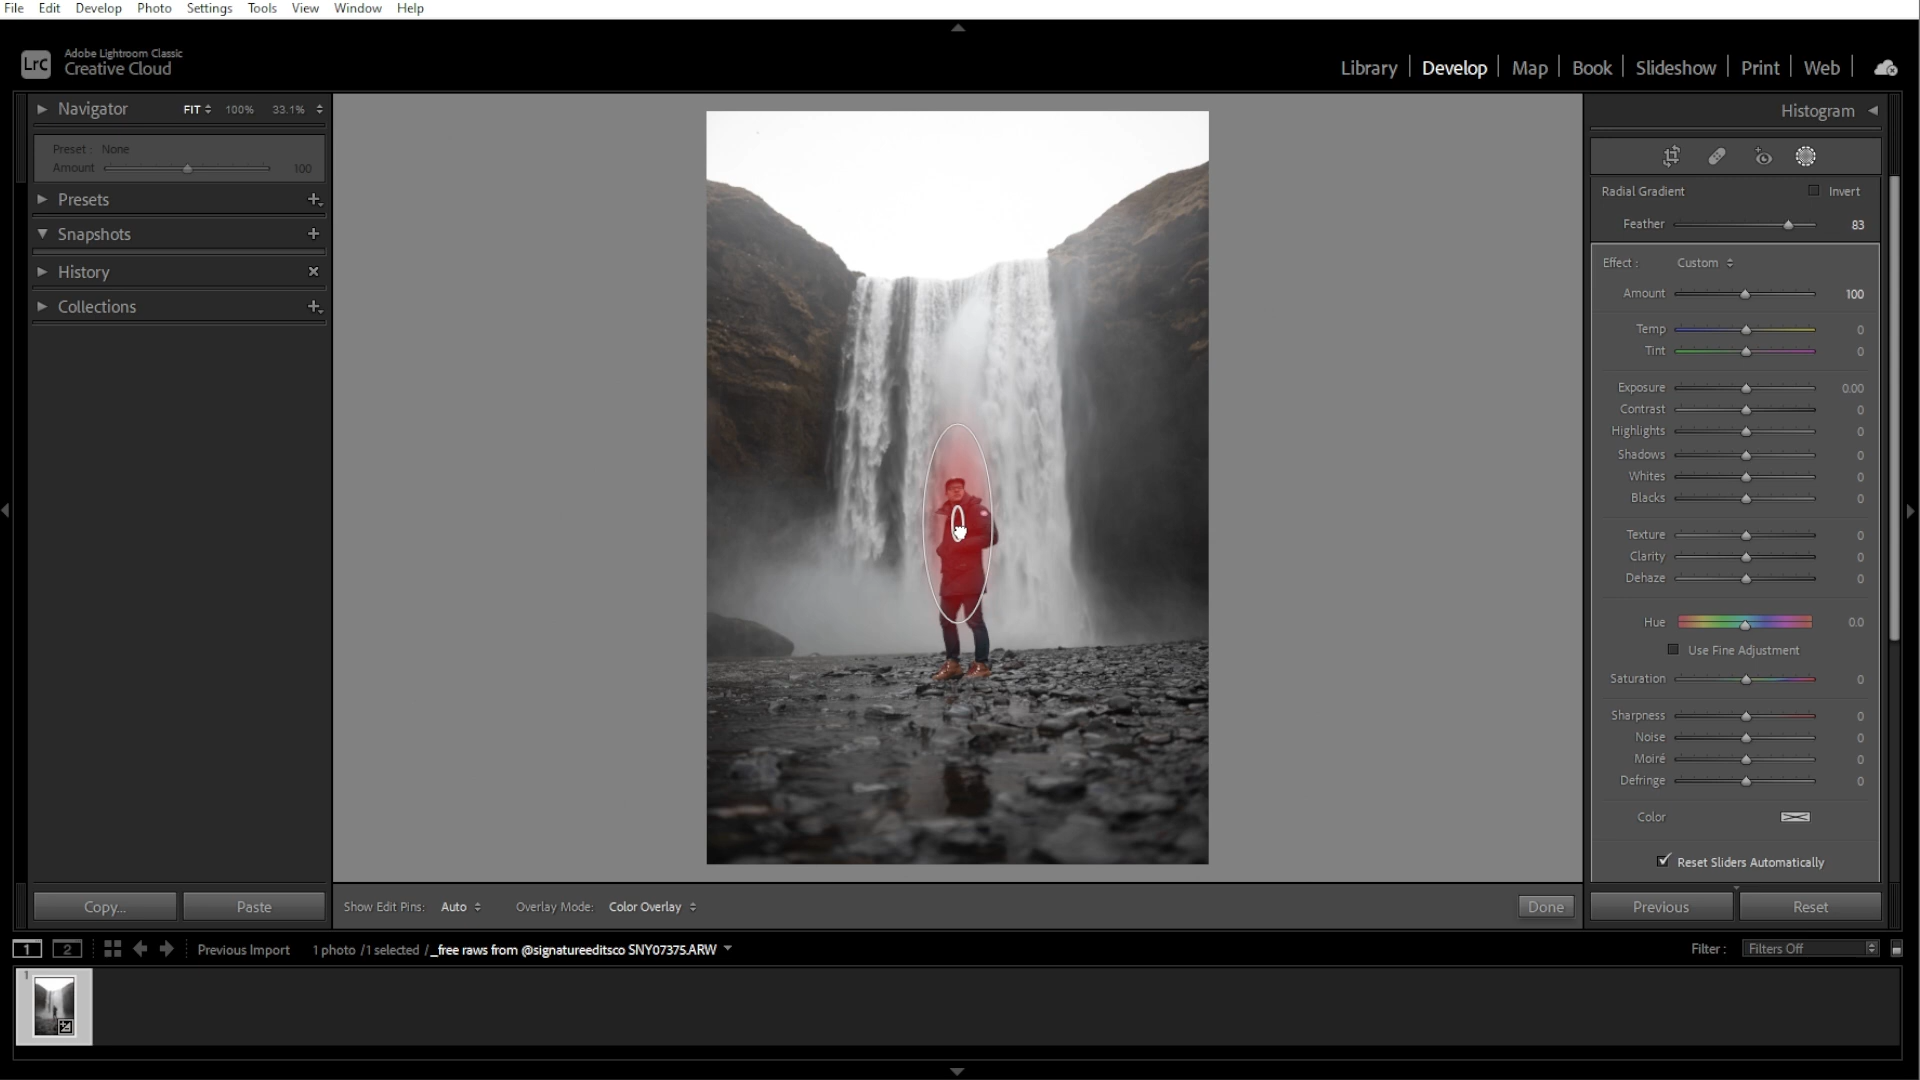 File Edit Develop Photo Settings Tools View Window Help
LrC
Adobe Lightroom Classic
Creative Cloud
Library Develop Map Book Slideshow Print Web
Navigator FIT 100% 33.1%
Preset : None
Amount 100
Presets
Snapshots
History
Collections
Histogram
Radial Gradient Invert
Feather 83
Effect : Custom
Amount 100
Temp 0
Tint 0
Exposure 0.00
Contrast 0
Highlights 0
Shadows 0
Whites 0
Blacks 0
Texture 0
Clarity 0
Dehaze 0
Hue 0.0
Use Fine Adjustment
Saturation 0
Sharpness 0
Noise 0
Moiré 0
Defringe 0
Color
Reset Sliders Automatically
Copy... Paste
Show Edit Pins: Auto Overlay Mode: Color Overlay
Done
Previous Reset
1 2 Previous Import 1 photo /1 selected /_free raws from @signatureeditsco SNY07375.ARW
Filter : Filters Off
1